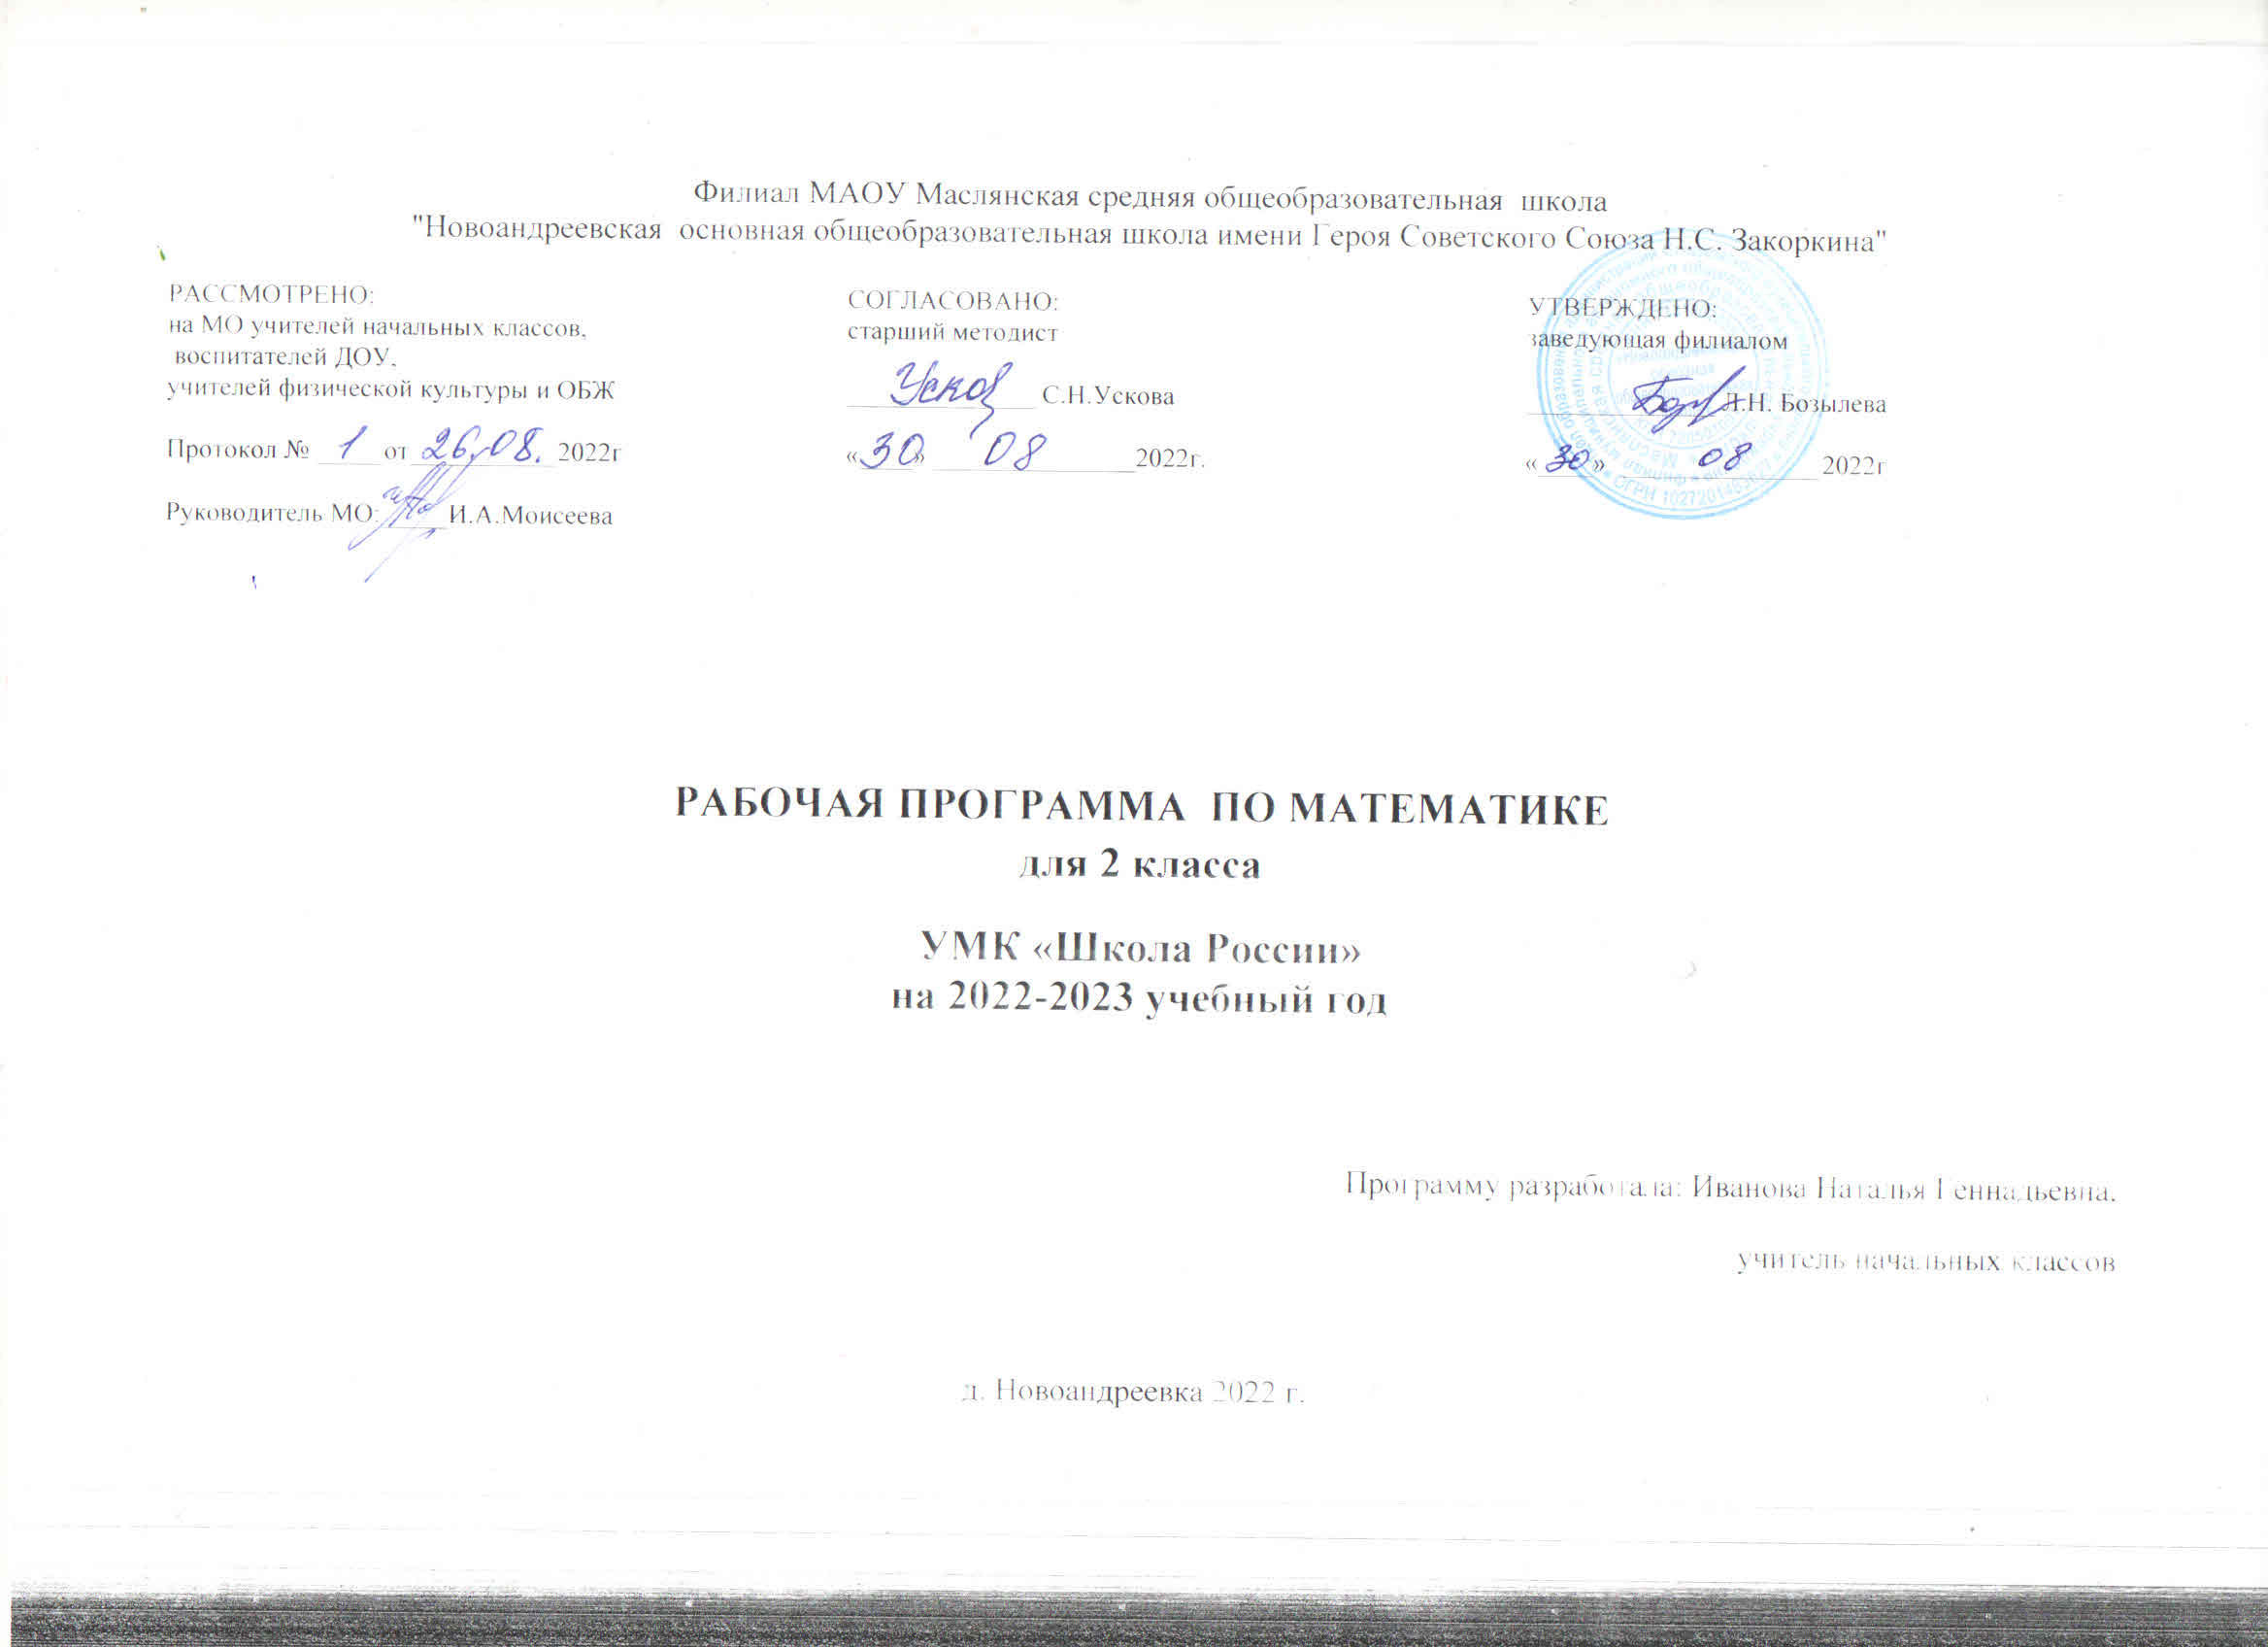 Филиал МАОУ Маслянская средняя общеобразовательная школа
"Новоандреевская основная общеобразовательная школа имени Героя Советского Союза Н.С. Закоркина"
РАССМОТРЕНО:
на МО учителей начальных классов,
воспитателей ДОУ,
учителей физической культуры и ОБЖ
Протокол № 1 от 26.08. 2022г
Руководитель МО: И.А.Моисеева
СОГЛАСОВАНО:
старший методист
Ускова С.Н.Ускова
«30» 08 2022г.
УТВЕРЖДЕНО:
заведующая филиалом
Л.Н. Бозылева
«30» 08 2022г
РАБОЧАЯ ПРОГРАММА ПО МАТЕМАТИКЕ
для 2 класса
УМК «Школа России»
на 2022-2023 учебный год
Программу разработала: Иванова Наталья Геннадьевна,
учитель начальных классов
д. Новоандреевка 2022 г.